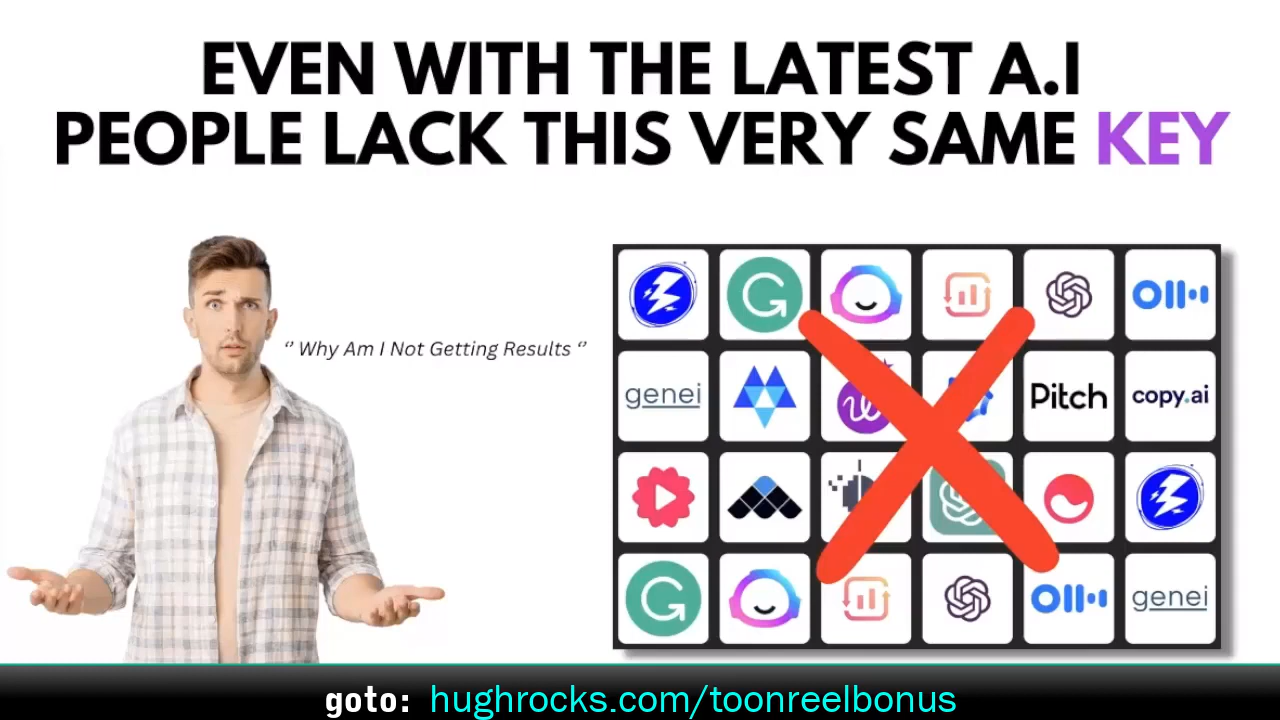 EVEN WITH THE LATEST A.I
PEOPLE LACK THIS VERY SAME KEY
“ Why Am I Not Getting Results ”
genei
Pitch
copy.ai
genei
goto: hughrocks.com/toonreelbonus